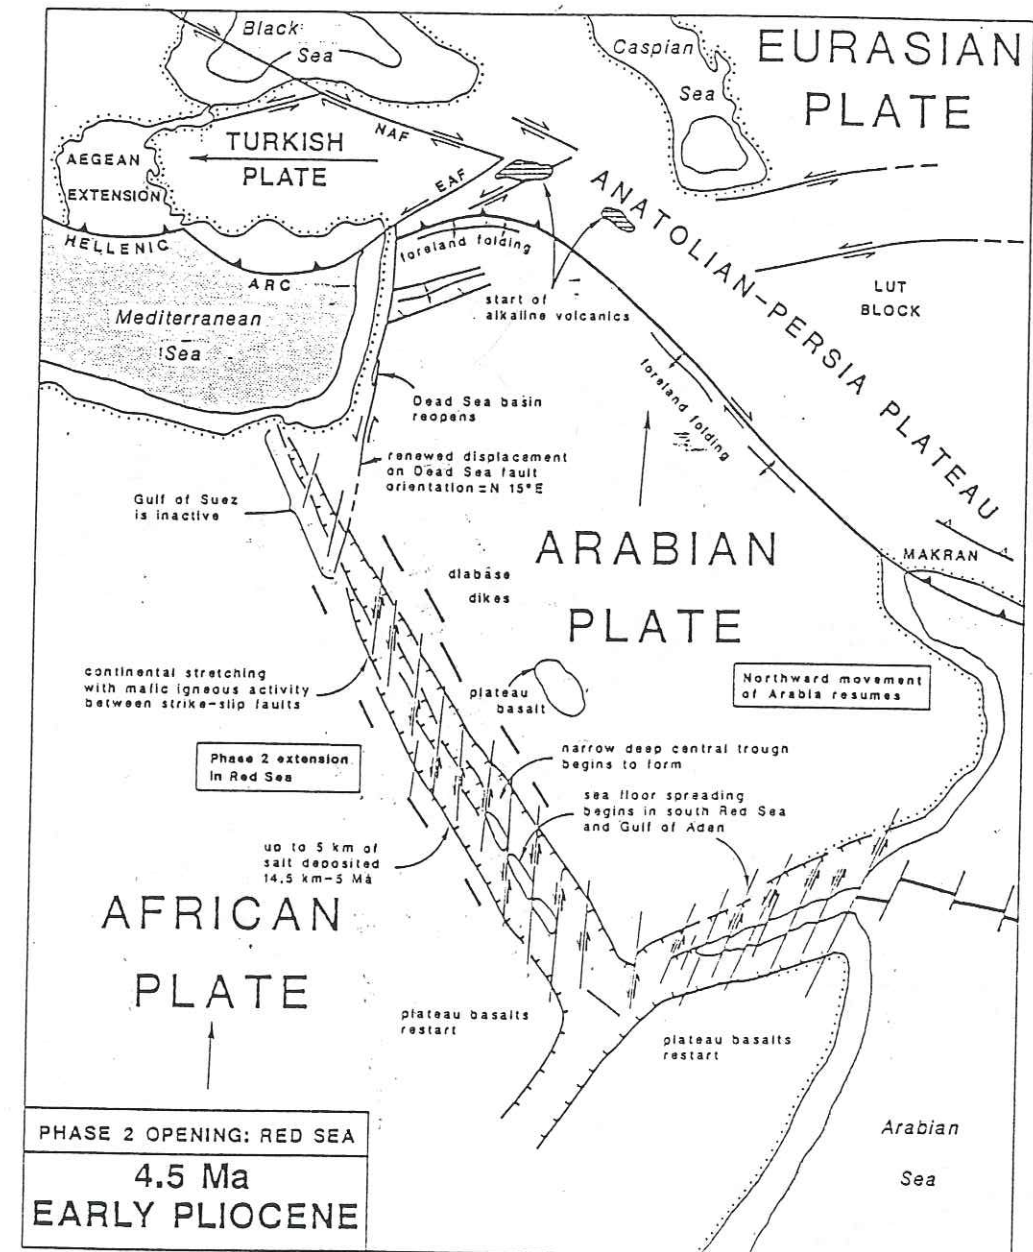 Black
Sea
Caspian
Sea
EURASIAN
PLATE
TURKISH
PLATE
NAF
EAF
AEGEAN
EXTENSION
HELLENIC
ARC
Mediterranean
Sea
foreland folding
start of
alkaline volcanics
ANATOLIAN-PERSIA PLATEAU
LUT
BLOCK
Dead Sea basin
reopens
renewed displacement
on Dead Sea fault
orientation=N 15°E
Gulf of Suez
is inactive
foreland folding
ARABIAN
PLATE
MAKRAN
diabase
dikes
continental stretching
with mafic igneous activity
between strike-slip faults
plateau
basalt
Northward movement
of Arabia resumes
Phase 2 extension
in Red Sea
narrow deep central trough
begins to form
sea floor spreading
begins in south Red Sea
and Gulf of Aden
up to 5 km of
salt deposited
14.5 km-5 Ma
AFRICAN
PLATE
plateau basalts
restart
plateau basalts
restart
Arabian
Sea
PHASE 2 OPENING: RED SEA
4.5 Ma
EARLY PLIOCENE